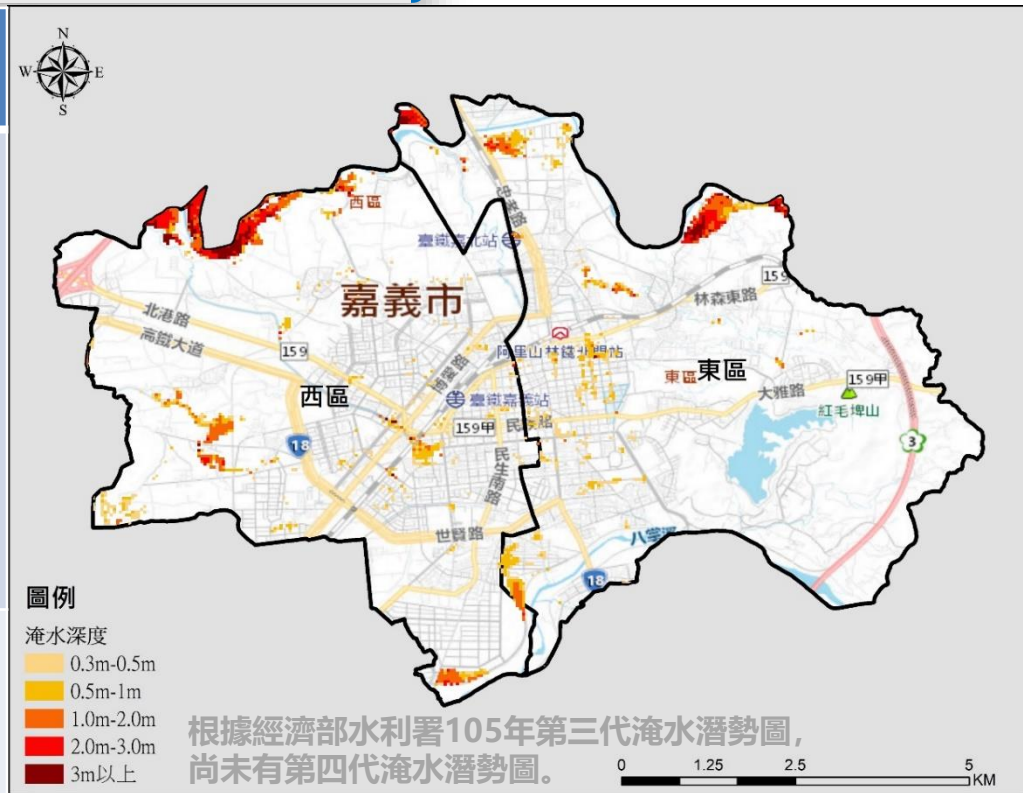 N
W
E
S
西區
忠孝路
臺鐵嘉北站
159
林森東路
嘉義市
北港路
高鐵大道
159
阿里山林鐵北門站
東區
東區
西區
臺鐵嘉義站
大雅路
159甲
紅毛埤山
159甲
民族路
18
民生南路
3
世賢路
八掌溪
18
圖例
淹水深度
0.3m-0.5m
0.5m-1m
1.0m-2.0m
2.0m-3.0m
3m以上
根據經濟部水利署105年第三代淹水潛勢圖，
尚未有第四代淹水潛勢圖。
0 1.25 2.5 5
KM